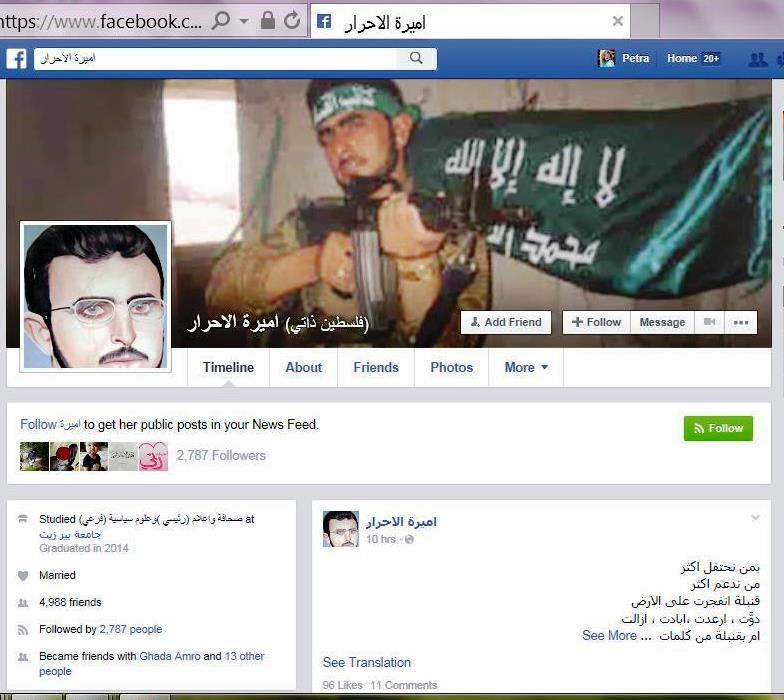 https://www.facebook.c...
اميرة الاحرار
اميرة الاحرار
Petra
Home 20+
لا إله إلا الله
محمد
اميرة الاحرار (فلسطين ذاتي)
Add Friend
Follow
Message
Timeline
About
Friends
Photos
More
Follow اميرة to get her public posts in your News Feed.
Follow
2,787 Followers
Studied صحافة واعلام (رئيسي )وعلوم سياسية (فرعي) at
جامعة بير زيت
Graduated in 2014
Married
4,988 friends
Followed by 2,787 people
Became friends with Ghada Amro and 13 other
people
اميرة الاحرار
10 hrs
بمن نحتفل اكثر
من ندعم اكثر
قنبلة انفجرت على الارض
دوَّت ، ارعدت ،ابادت ، ازالت
ام بقنبلة من كلمات ... See More
See Translation
96 Likes 11 Comments